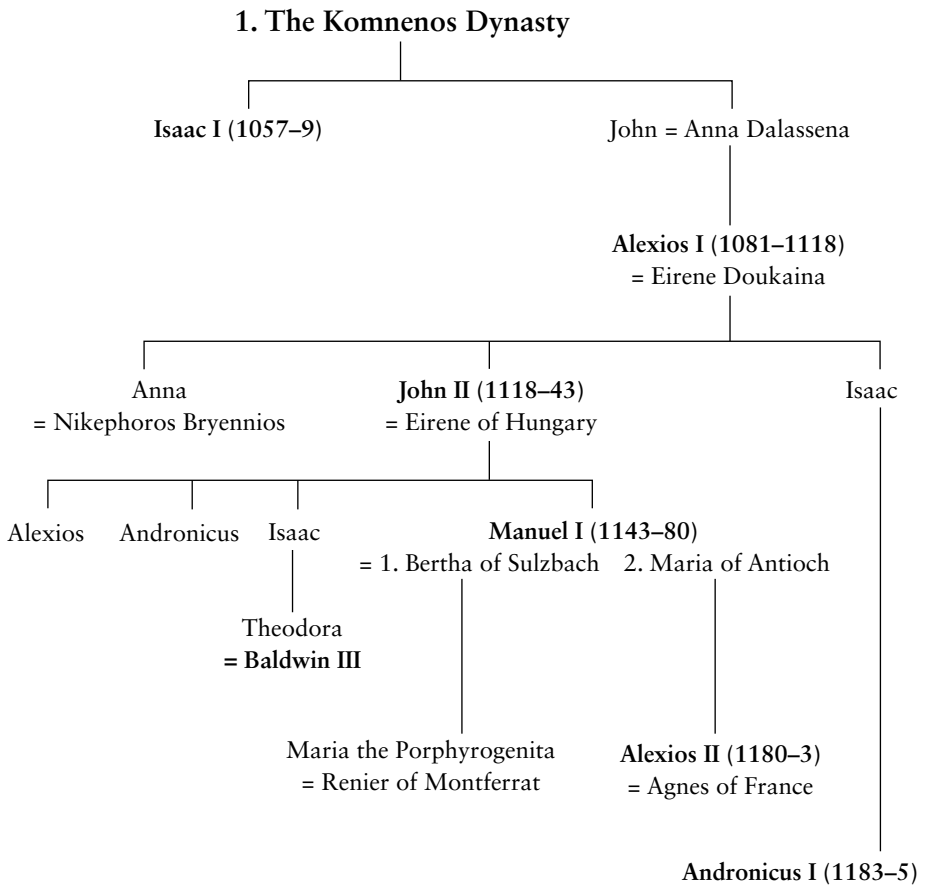 1. The Komnenos Dynasty
Isaac I (1057–9)
John = Anna Dalassena
Alexios I (1081–1118)
= Eirene Doukaina
Anna
= Nikephoros Bryennios
John II (1118–43)
= Eirene of Hungary
Isaac
Alexios
Andronicus
Isaac
Manuel I (1143–80)
= 1. Bertha of Sulzbach 2. Maria of Antioch
Theodora
= Baldwin III
Maria the Porphyrogenita
= Renier of Montferrat
Alexios II (1180–3)
= Agnes of France
Andronicus I (1183–5)